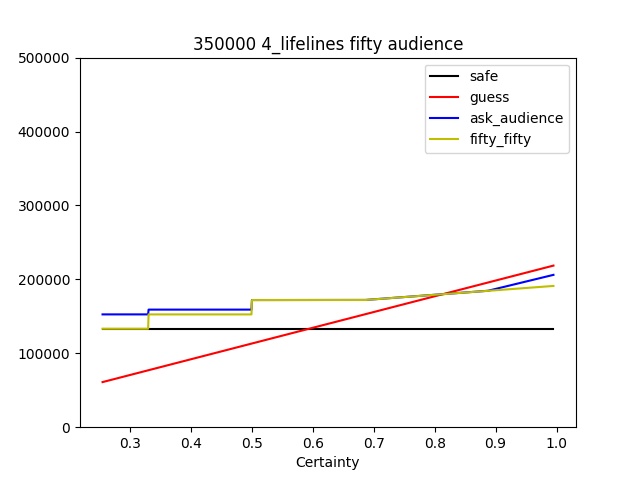 350000 4_lifelines fifty audience
500000
400000
300000
200000
100000
0
safe
guess
ask_audience
fifty_fifty
0.3 0.4 0.5 0.6 0.7 0.8 0.9 1.0
Certainty